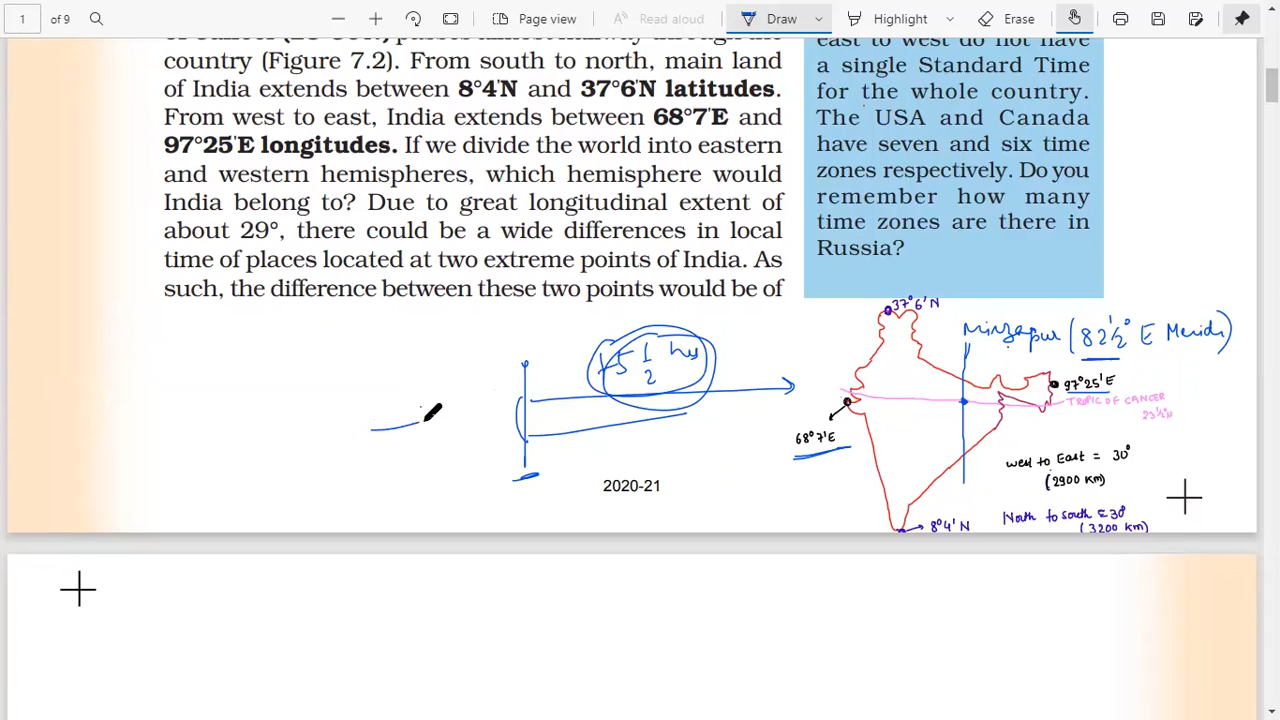 1 of 9 Page view Read aloud Draw Highlight Erase
country (Figure 7.2). From south to north, main land
of India extends between 8°4'N and 37°6'N latitudes.
From west to east, India extends between 68°7'E and
97°25'E longitudes. If we divide the world into eastern
and western hemispheres, which hemisphere would
India belong to? Due to great longitudinal extent of
about 29°, there could be a wide differences in local
time of places located at two extreme points of India. As
such, the difference between these two points would be of
east to west do not have
a single Standard Time
for the whole country.
The USA and Canada
have seven and six time
zones respectively. Do you
remember how many
time zones are there in
Russia?
+5 1/2 hrs
37°6'N
Mirzapur (82½° E Meridn)
97°25'E
TROPIC OF CANCER
23½°N
68°7'E
West to East = 30°
(2900 Km)
North to south = 30°
(3200 km)
8°4'N
2020-21